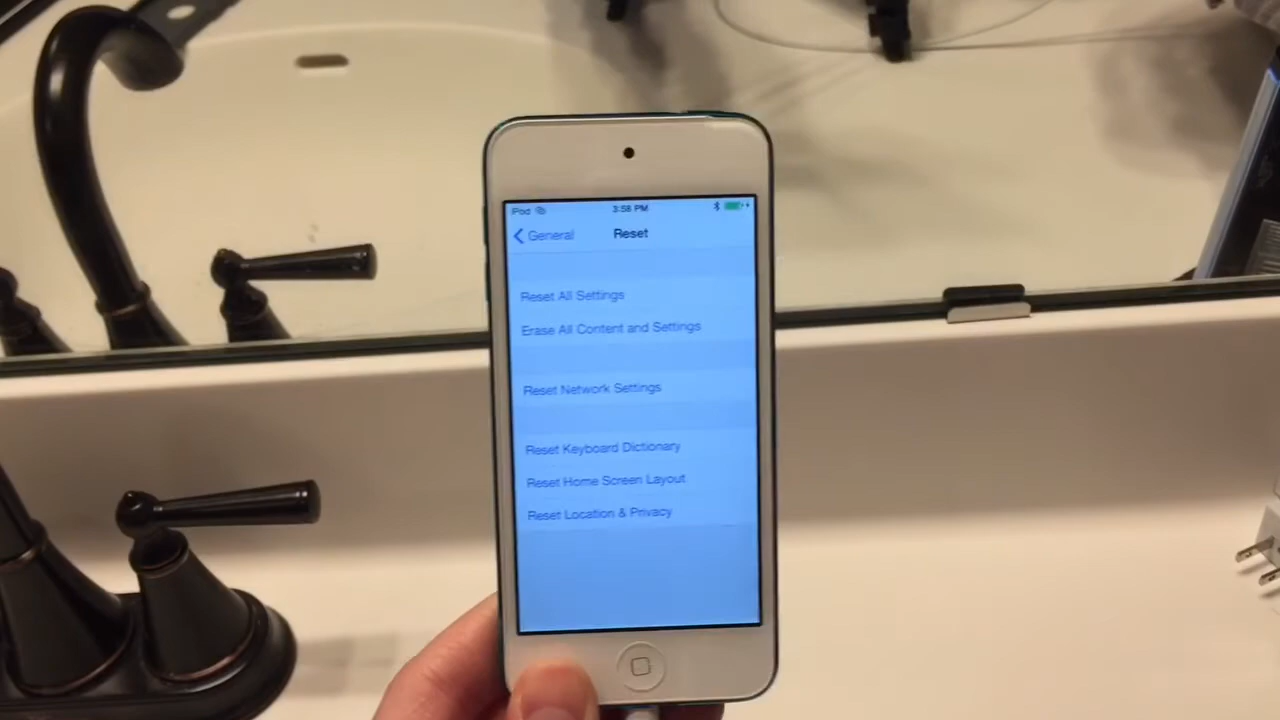 iPod 3:58 PM
General Reset
Reset All Settings
Erase All Content and Settings
Reset Network Settings
Reset Keyboard Dictionary
Reset Home Screen Layout
Reset Location & Privacy